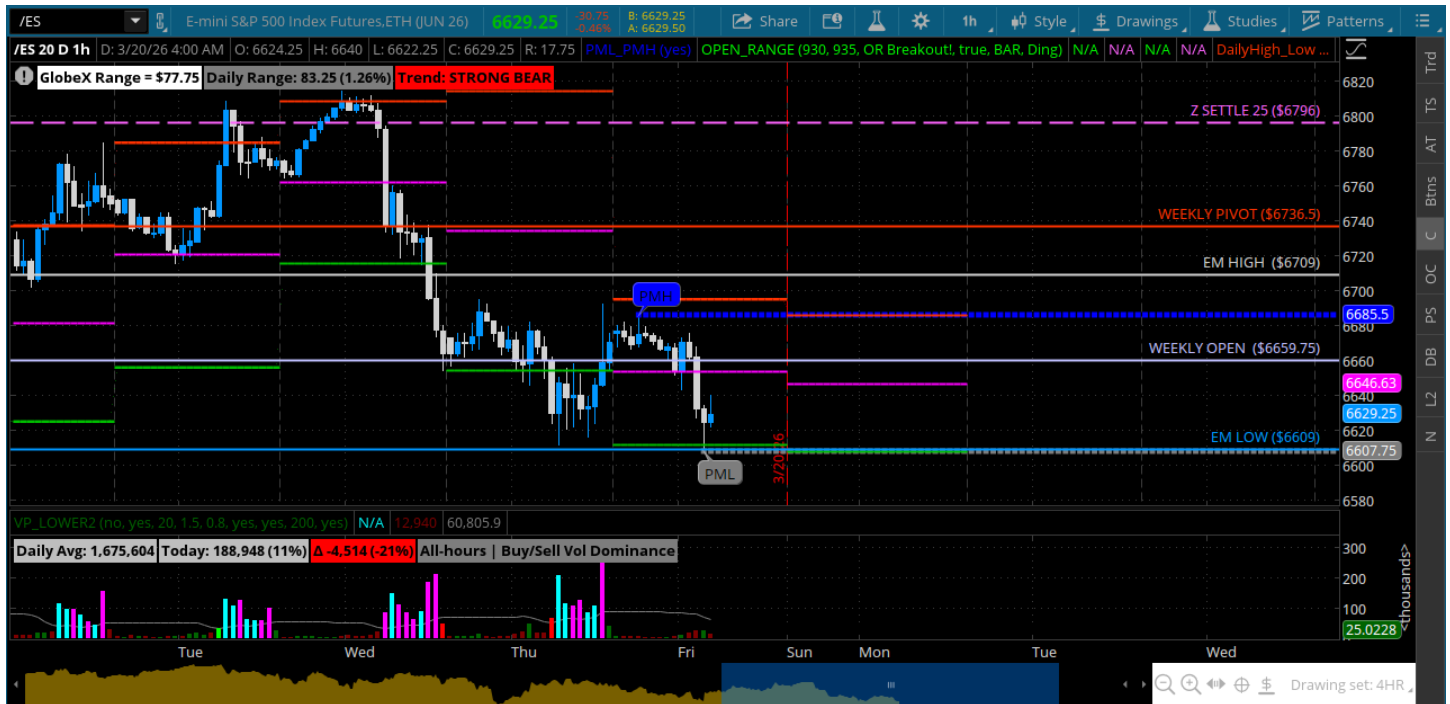 /ES
E-mini S&P 500 Index Futures,ETH (JUN 26)
6629.25
-30.75
-0.46%
B: 6629.25
A: 6629.50
Share
1h
Style
$ Drawings
Studies
Patterns
/ES 20 D 1h
D: 3/20/26 4:00 AM
O: 6624.25
H: 6640
L: 6622.25
C: 6629.25
R: 17.75
PML_PMH (yes)
OPEN_RANGE (930, 935, OR Breakout!, true, BAR, Ding)
N/A
N/A
N/A
N/A
DailyHigh_Low ...
GlobeX Range = $77.75
Daily Range: 83.25 (1.26%)
Trend: STRONG BEAR
Z SETTLE 25 ($6796)
WEEKLY PIVOT ($6736.5)
EM HIGH ($6709)
WEEKLY OPEN ($6659.75)
EM LOW ($6609)
PMH
PML
3/20/26
6820
6800
6780
6760
6740
6720
6700
6685.5
6680
6660
6646.63
6640
6629.25
6620
6607.75
6600
6580
Trd
TS
AT
Btns
C
OC
PS
DB
L2
N
VP_LOWER2 (no, yes, 20, 1.5, 0.8, yes, yes, 200, yes)
N/A
12,940
60,805.9
Daily Avg: 1,675,604
Today: 188,948 (11%)
Δ -4,514 (-21%)
All-hours | Buy/Sell Vol Dominance
300
200
100
25.0228
<thousands>
Tue
Wed
Thu
Fri
Sun
Mon
Tue
Wed
$
Drawing set: 4HR